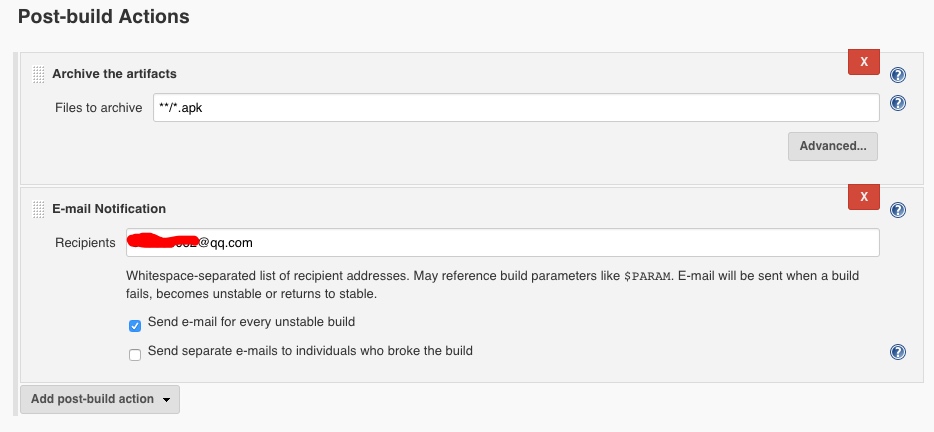 Post-build Actions
X
Archive the artifacts
?
Files to archive
**/*.apk
?
Advanced...
X
E-mail Notification
?
Recipients
@qq.com
Whitespace-separated list of recipient addresses. May reference build parameters like $PARAM. E-mail will be sent when a build
fails, becomes unstable or returns to stable.
Send e-mail for every unstable build
Send separate e-mails to individuals who broke the build
?
Add post-build action